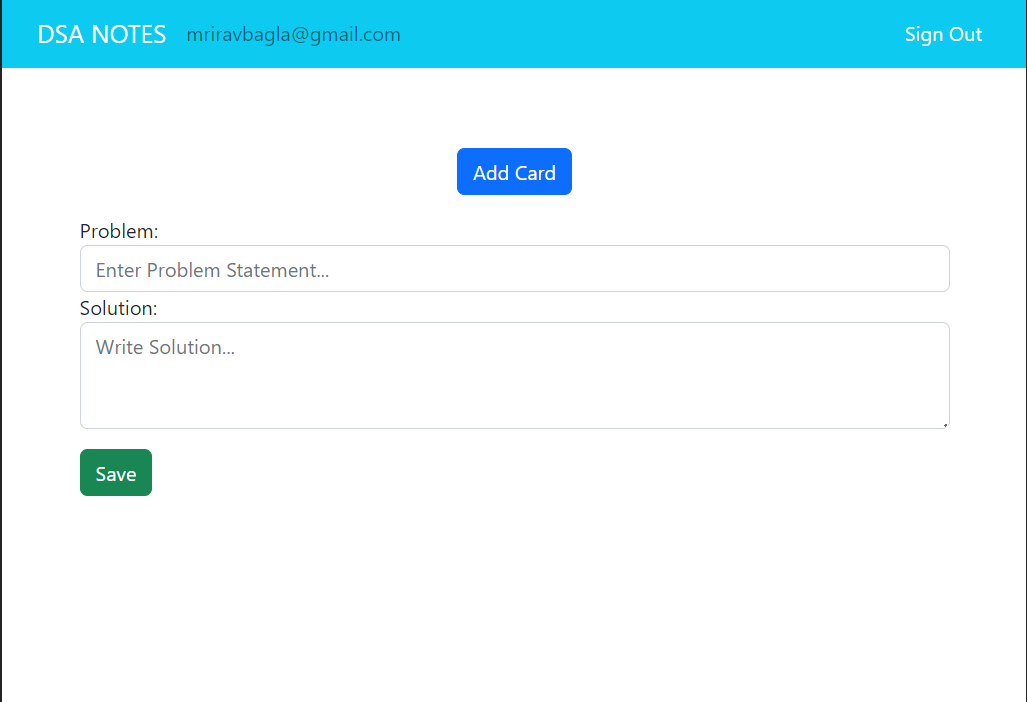 DSA NOTES mriravbagla@gmail.com Sign Out
Add Card
Problem:
Enter Problem Statement...
Solution:
Write Solution...
Save